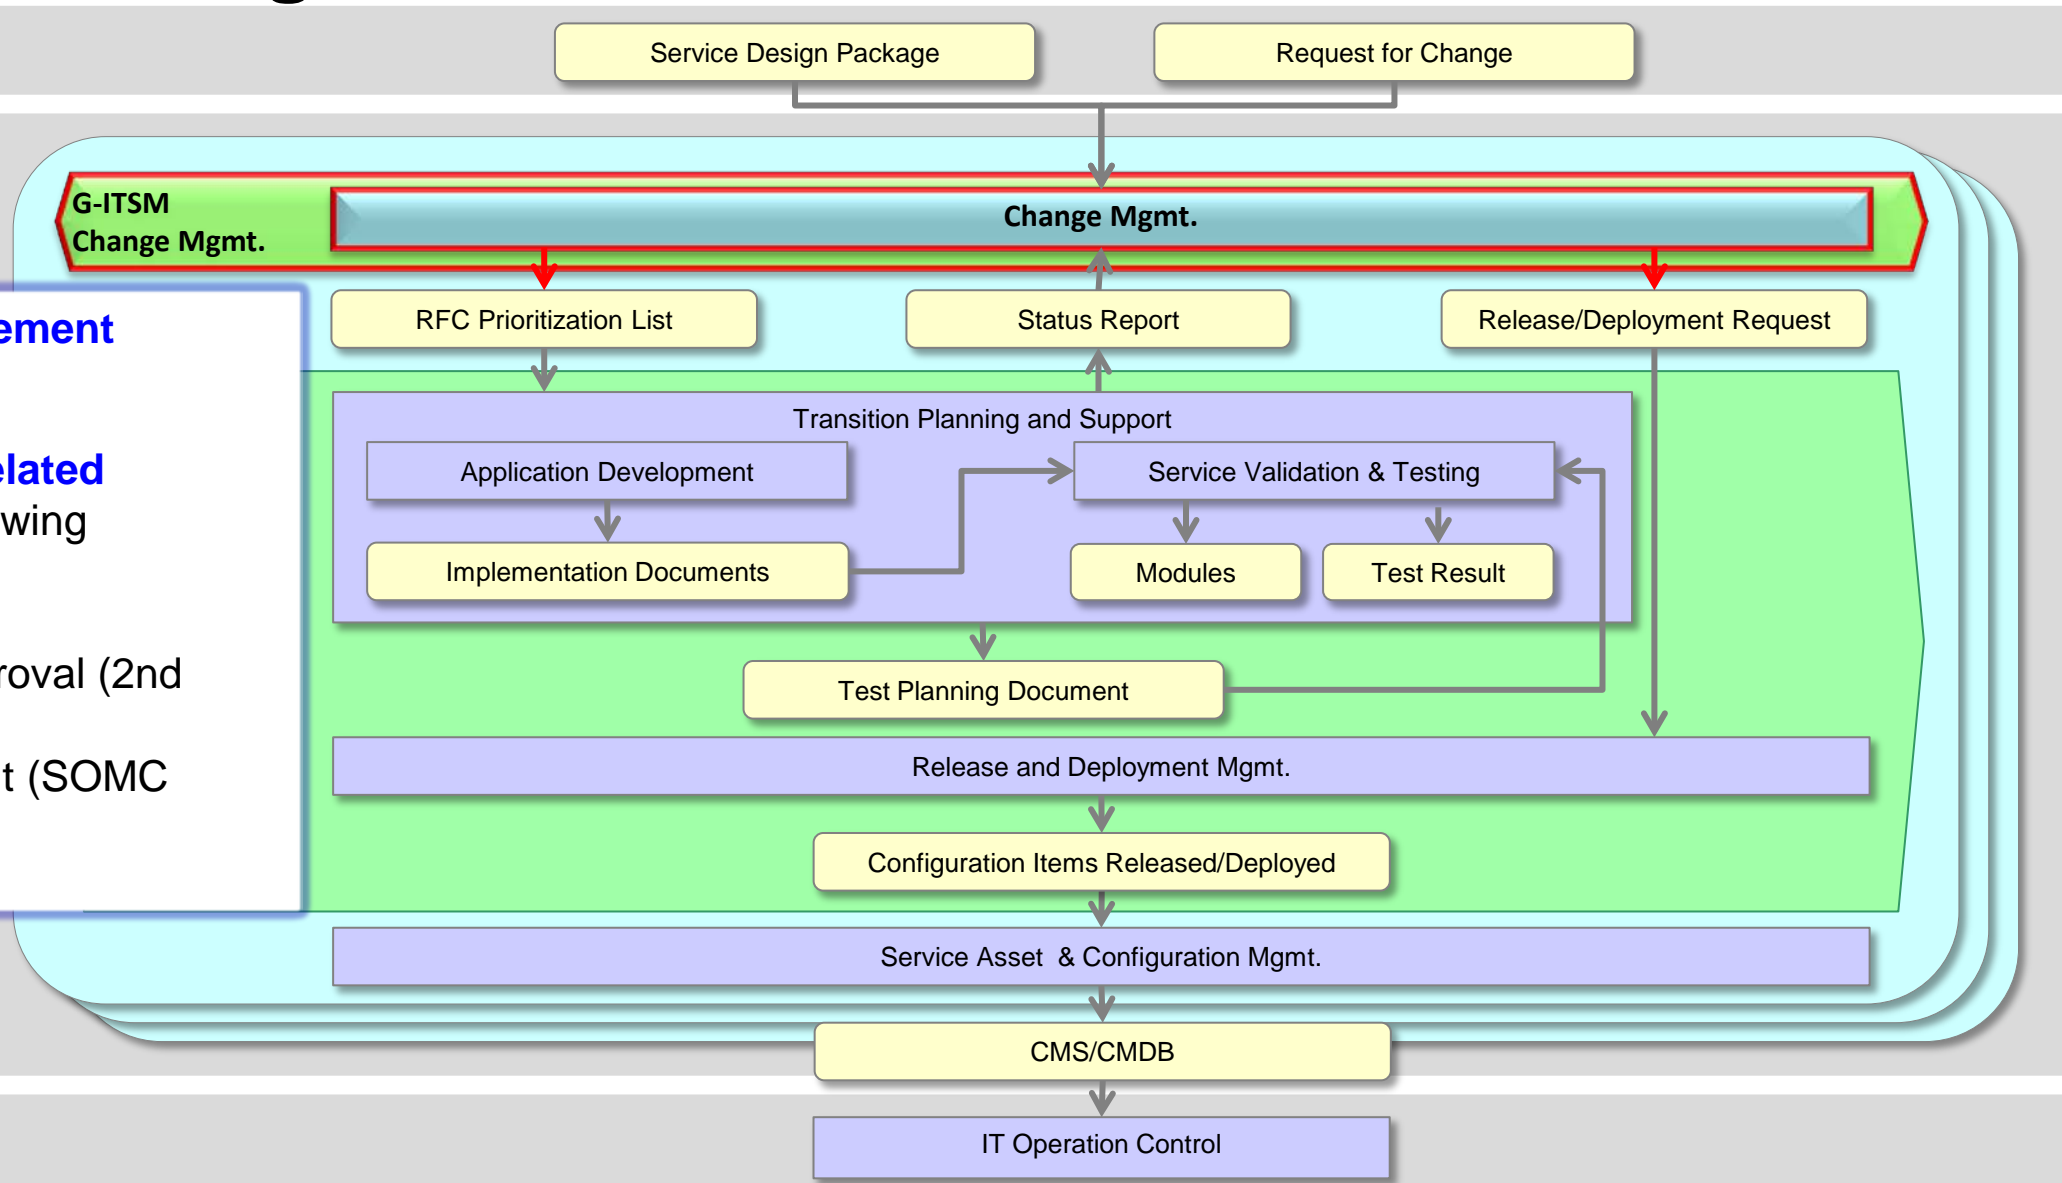 Service Design Package
Request for Change
G-ITSM
Change Mgmt.
Change Mgmt.
RFC Prioritization List
Status Report
Release/Deployment Request
ement
elated
wing
roval (2nd
t (SOMC
Transition Planning and Support
Application Development
Service Validation & Testing
Implementation Documents
Modules
Test Result
Test Planning Document
Release and Deployment Mgmt.
Configuration Items Released/Deployed
Service Asset & Configuration Mgmt.
CMS/CMDB
IT Operation Control